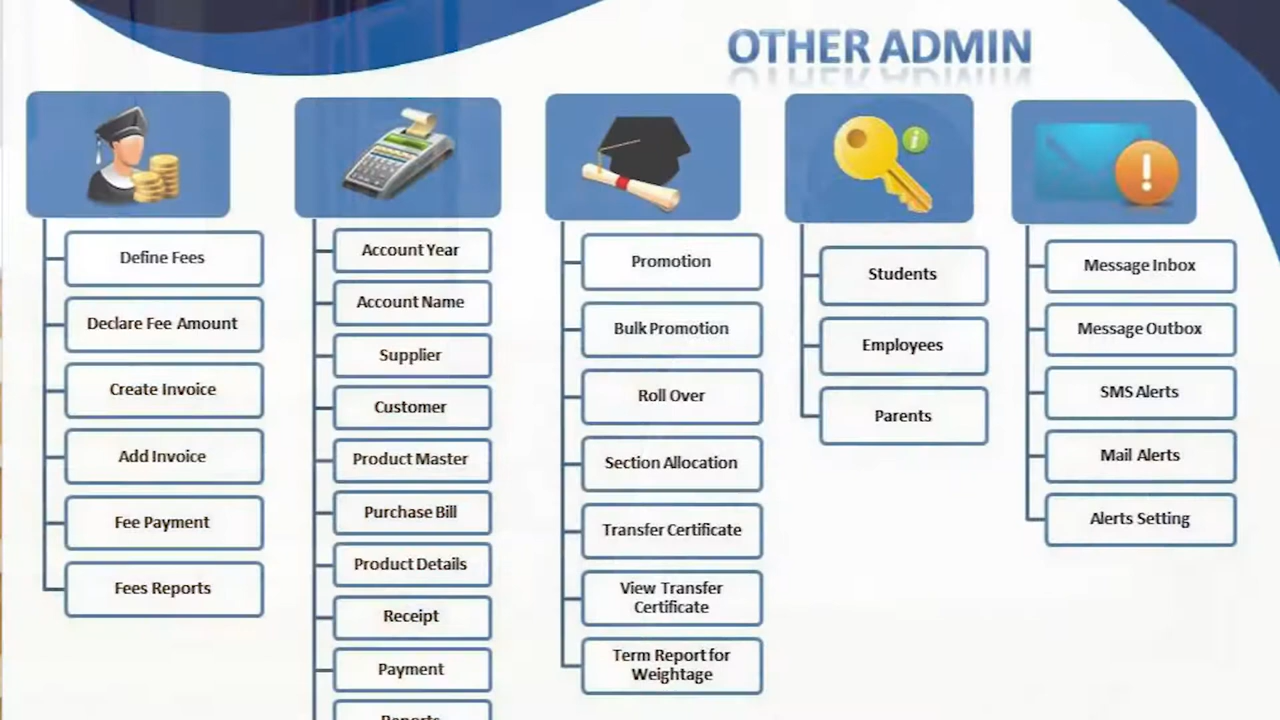 OTHER ADMIN
Define Fees
Declare Fee Amount
Create Invoice
Add Invoice
Fee Payment
Fees Reports
Account Year
Account Name
Supplier
Customer
Product Master
Purchase Bill
Product Details
Receipt
Payment
Reports
Promotion
Bulk Promotion
Roll Over
Section Allocation
Transfer Certificate
View Transfer
Certificate
Term Report for
Weightage
Students
Employees
Parents
Message Inbox
Message Outbox
SMS Alerts
Mail Alerts
Alerts Setting